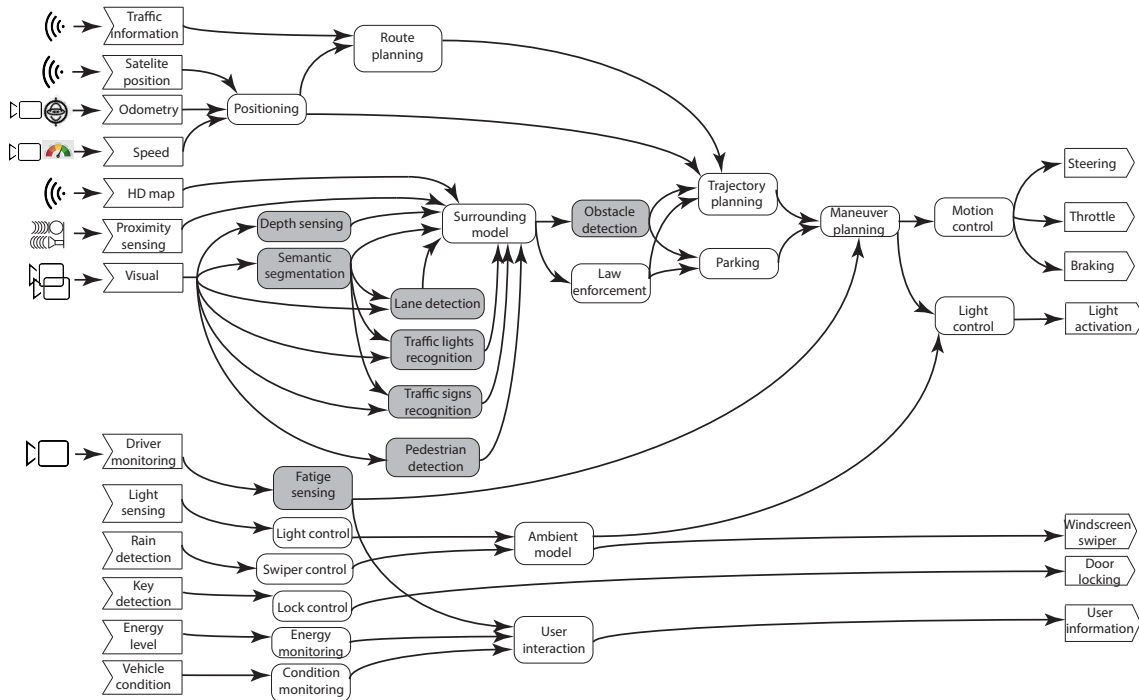 Traffic
information
Route
planning
Satelite
position
Odometry
Positioning
Speed
HD map
Proximity
sensing
Visual
Depth sensing
Semantic
segmentation
Surrounding
model
Lane detection
Traffic lights
recognition
Traffic signs
recognition
Pedestrian
detection
Obstacle
detection
Law
enforcement
Trajectory
planning
Parking
Maneuver
planning
Motion
control
Light
control
Steering
Throttle
Braking
Light
activation
Driver
monitoring
Fatige
sensing
Light
sensing
Light control
Rain
detection
Swiper control
Ambient
model
Windscreen
swiper
Key
detection
Lock control
Door
locking
Energy
level
Energy
monitoring
User
interaction
User
information
Vehicle
condition
Condition
monitoring